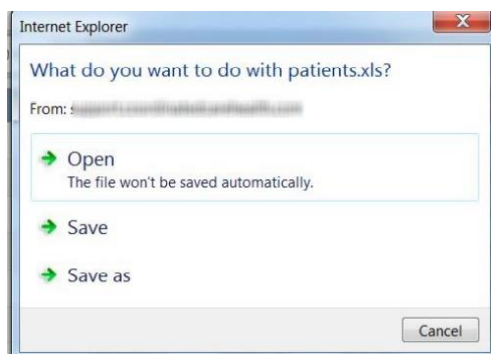 Internet Explorer
What do you want to do with patients.xls?
From:
Open
The file won't be saved automatically.
Save
Save as
Cancel